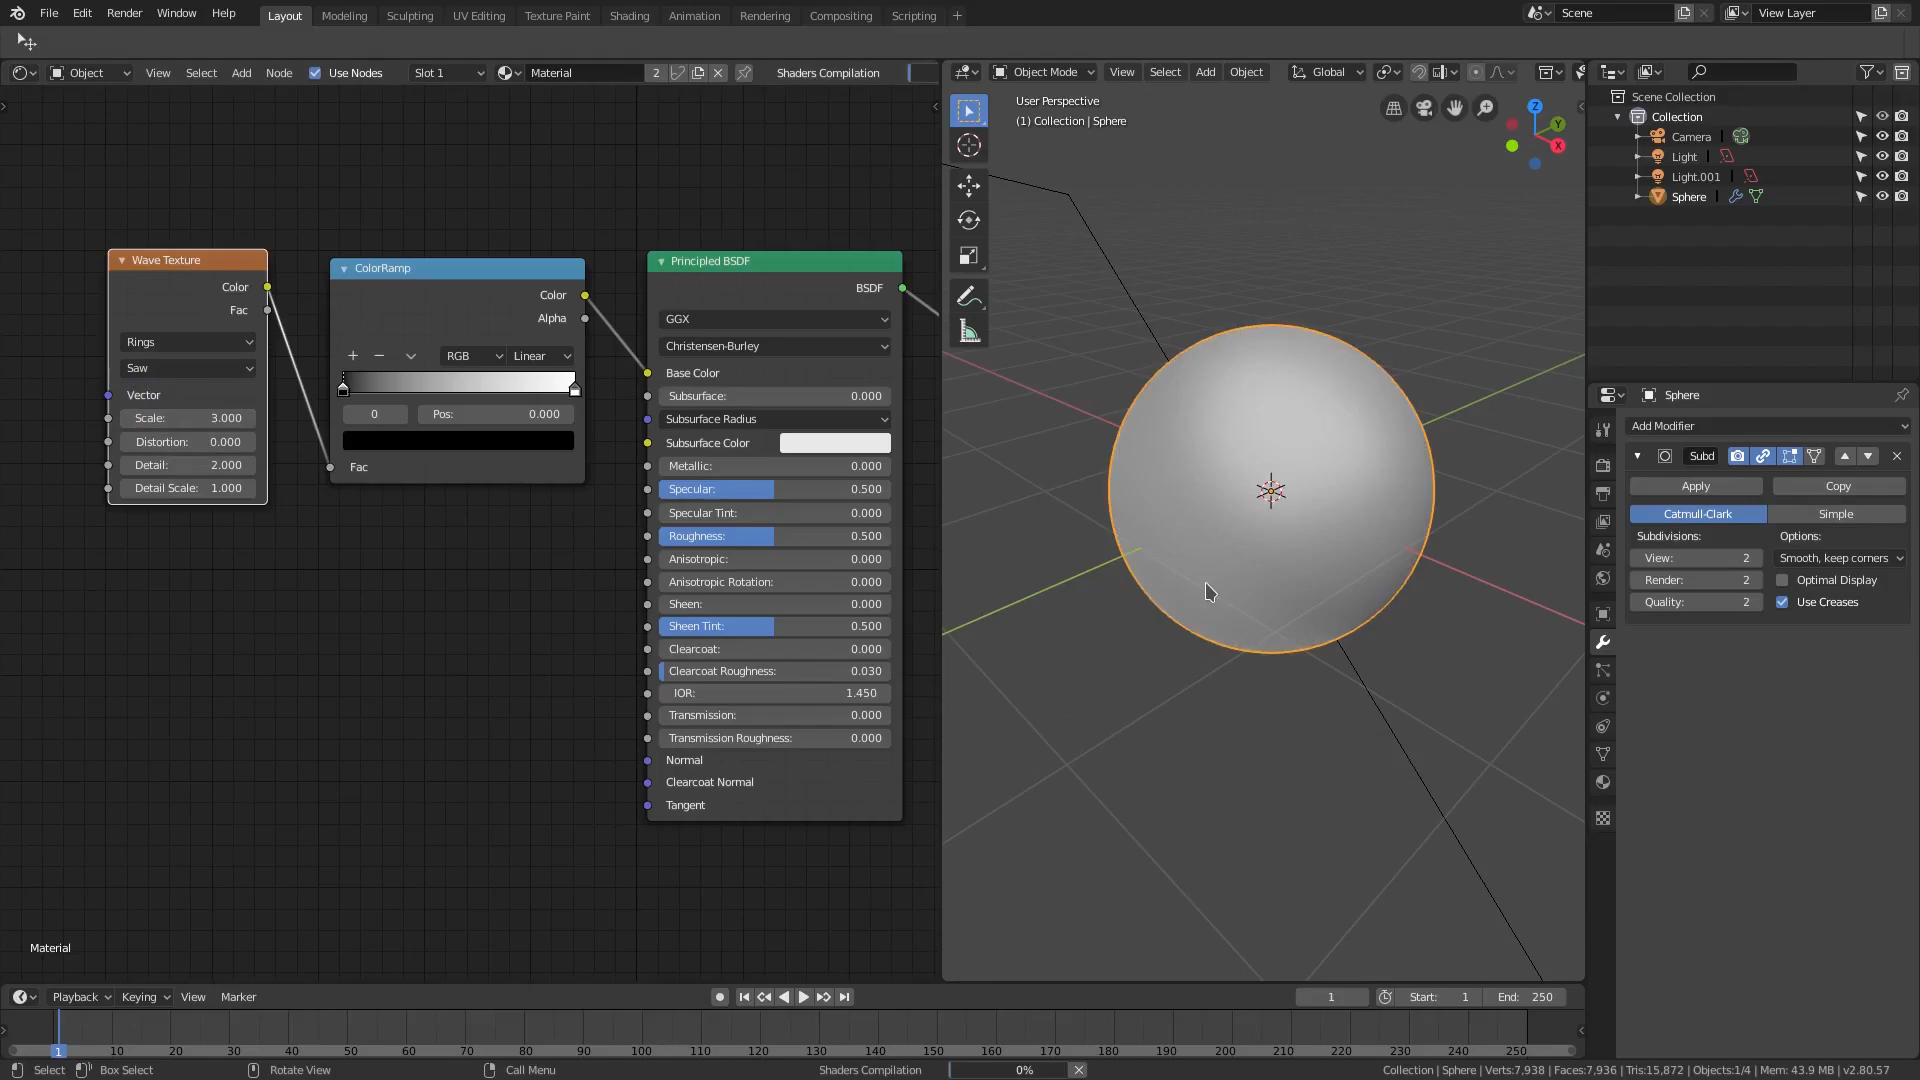 File Edit Render Window Help Layout Modeling Sculpting UV Editing Texture Paint Shading Animation Rendering Compositing Scripting + Scene View Layer
Object View Select Add Node Use Nodes Slot 1 Material 2 Shaders Compilation
Object Mode View Select Add Object Global
User Perspective
(1) Collection | Sphere
Z
Y
X
Wave Texture
Color
Fac
Rings
Saw
Vector
Scale: 3.000
Distortion: 0.000
Detail: 2.000
Detail Scale: 1.000
ColorRamp
Color
Alpha
+ − RGB Linear
0 Pos: 0.000
Fac
Principled BSDF
BSDF
GGX
Christensen-Burley
Base Color
Subsurface: 0.000
Subsurface Radius
Subsurface Color
Metallic: 0.000
Specular: 0.500
Specular Tint: 0.000
Roughness: 0.500
Anisotropic: 0.000
Anisotropic Rotation: 0.000
Sheen: 0.000
Sheen Tint: 0.500
Clearcoat: 0.000
Clearcoat Roughness: 0.030
IOR: 1.450
Transmission: 0.000
Transmission Roughness: 0.000
Normal
Clearcoat Normal
Tangent
Material
Scene Collection
Collection
Camera
Light
Light.001
Sphere
Sphere
Add Modifier
Subd
Apply Copy
Catmull-Clark Simple
Subdivisions: Options:
View: 2 Smooth, keep corners
Render: 2 Optimal Display
Quality: 2 Use Creases
Playback Keying View Marker 1 Start: 1 End: 250
1 10 20 30 40 50 60 70 80 90 100 110 120 130 140 150 160 170 180 190 200 210 220 230 240 250
Select Box Select Rotate View Call Menu Shaders Compilation 0% Collection | Sphere | Verts:7,938 | Faces:7,936 | Tris:15,872 | Objects:1/4 | Mem: 43.9 MB | v2.80.57